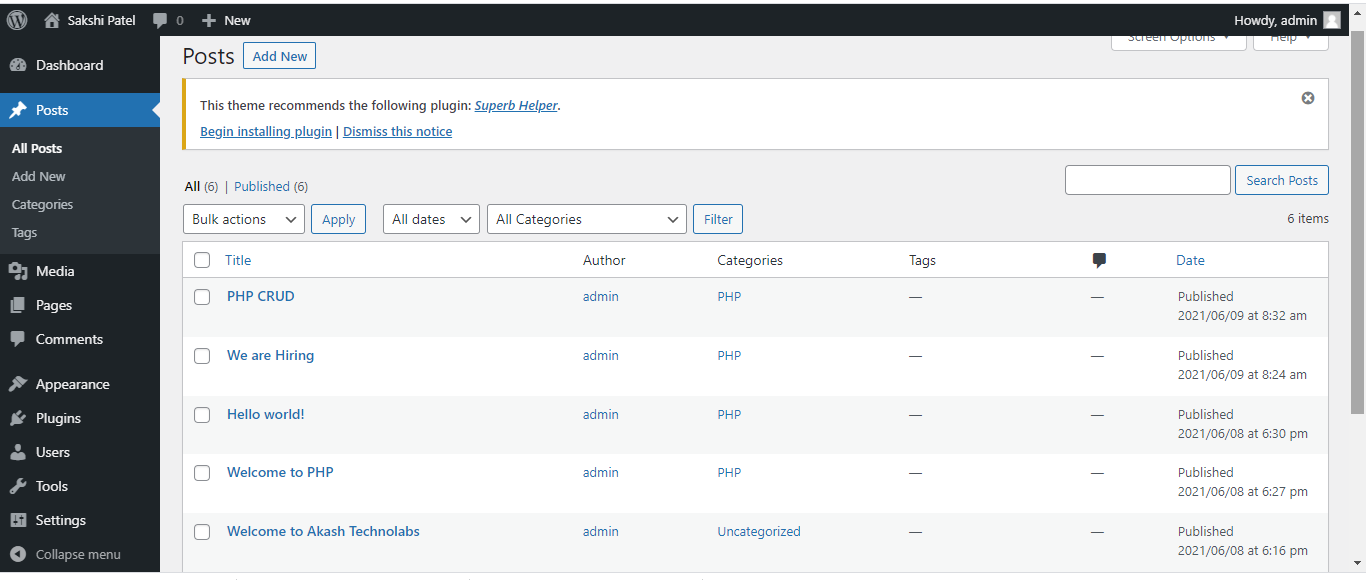 Sakshi Patel 0 New Howdy, admin
Screen Options Help
Dashboard
Posts
All Posts
Add New
Categories
Tags
Media
Pages
Comments
Appearance
Plugins
Users
Tools
Settings
Collapse menu
Posts Add New
This theme recommends the following plugin: Superb Helper.
Begin installing plugin | Dismiss this notice
All (6) | Published (6) Search Posts
Bulk actions Apply All dates All Categories Filter 6 items
Title Author Categories Tags Date
PHP CRUD admin PHP — — Published
2021/06/09 at 8:32 am
We are Hiring admin PHP — — Published
2021/06/09 at 8:24 am
Hello world! admin PHP — — Published
2021/06/08 at 6:30 pm
Welcome to PHP admin PHP — — Published
2021/06/08 at 6:27 pm
Welcome to Akash Technolabs admin Uncategorized — — Published
2021/06/08 at 6:16 pm